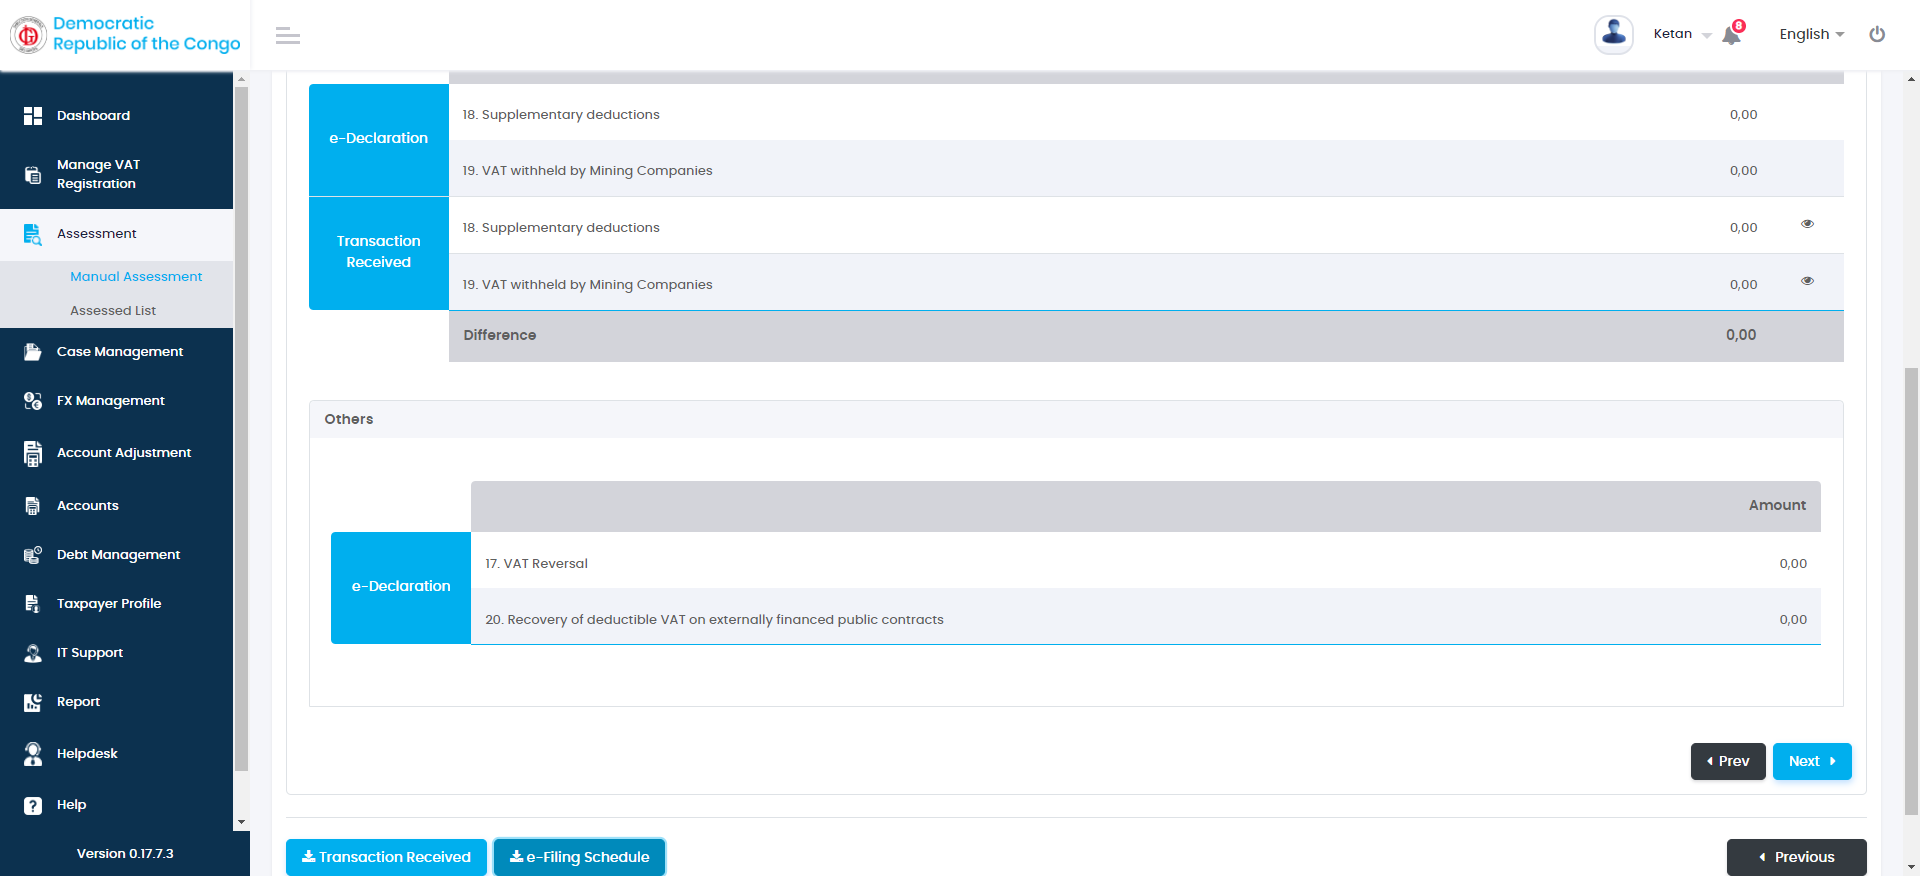 Democratic
Republic of the Congo
Ketan
8
English
Dashboard
Manage VAT
Registration
Assessment
Manual Assessment
Assessed List
Case Management
FX Management
Account Adjustment
Accounts
Debt Management
Taxpayer Profile
IT Support
Report
Helpdesk
Help
Version 0.17.7.3
e-Declaration
18. Supplementary deductions 0,00
19. VAT withheld by Mining Companies 0,00
Transaction
Received
18. Supplementary deductions 0,00
19. VAT withheld by Mining Companies 0,00
Difference 0,00
Others
Amount
e-Declaration
17. VAT Reversal 0,00
20. Recovery of deductible VAT on externally financed public contracts 0,00
Prev Next
Transaction Received e-Filing Schedule Previous